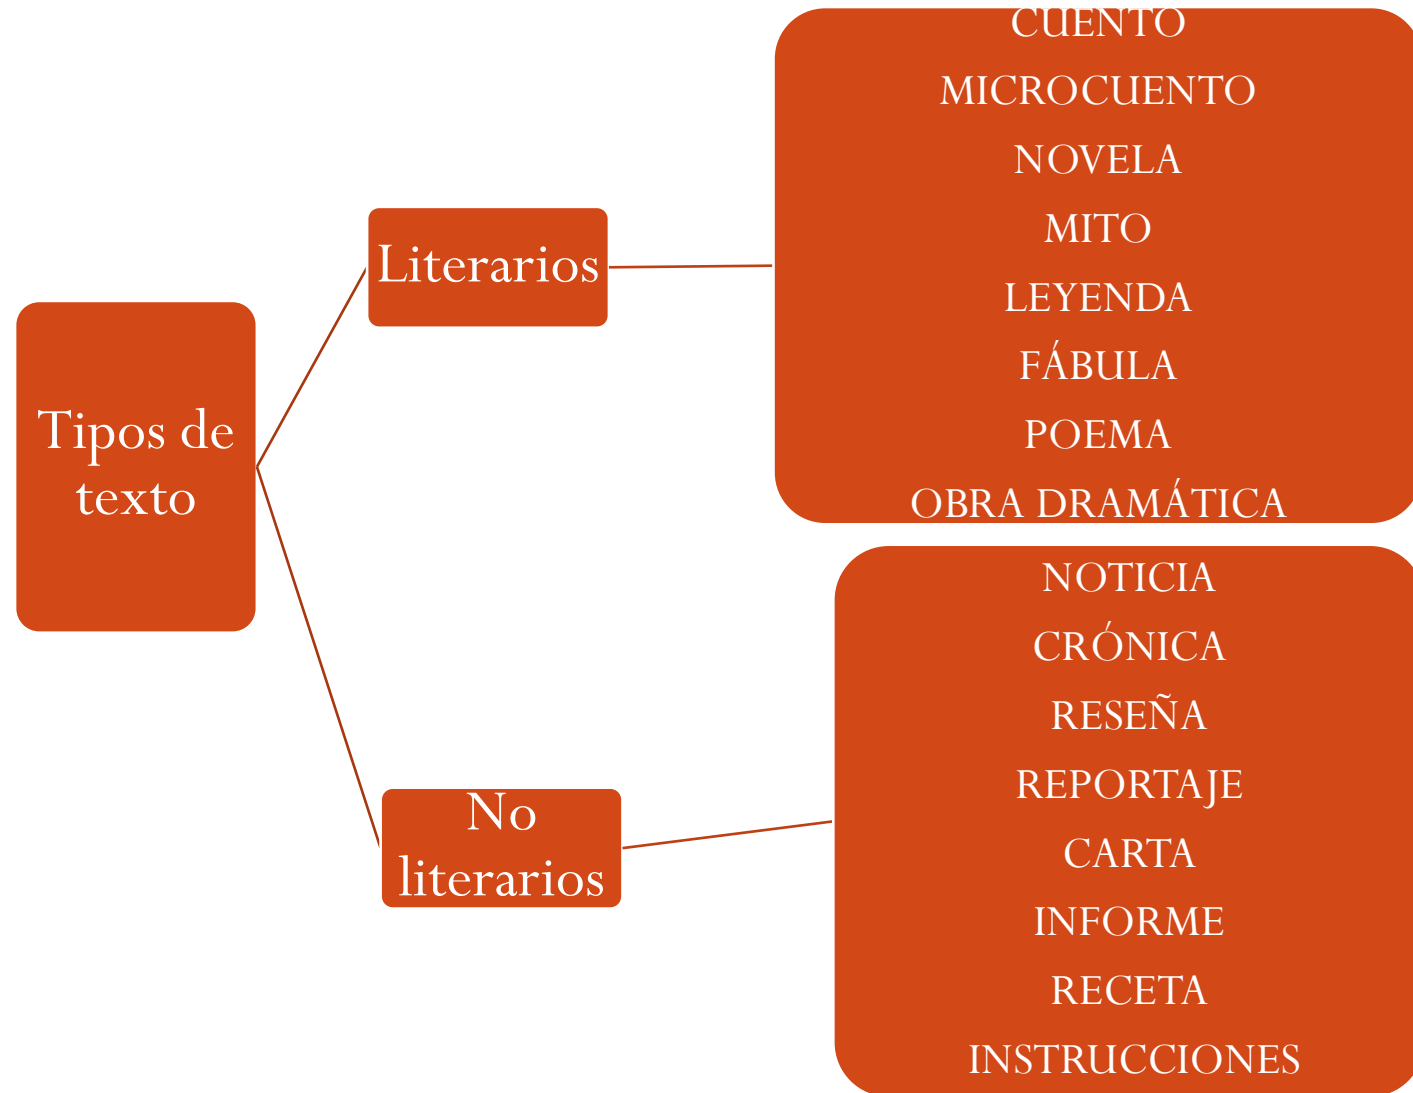 Tipos de
texto
Literarios
CUENTO
MICROCUENTO
NOVELA
MITO
LEYENDA
FÁBULA
POEMA
OBRA DRAMÁTICA
No
literarios
NOTICIA
CRÓNICA
RESEÑA
REPORTAJE
CARTA
INFORME
RECETA
INSTRUCCIONES